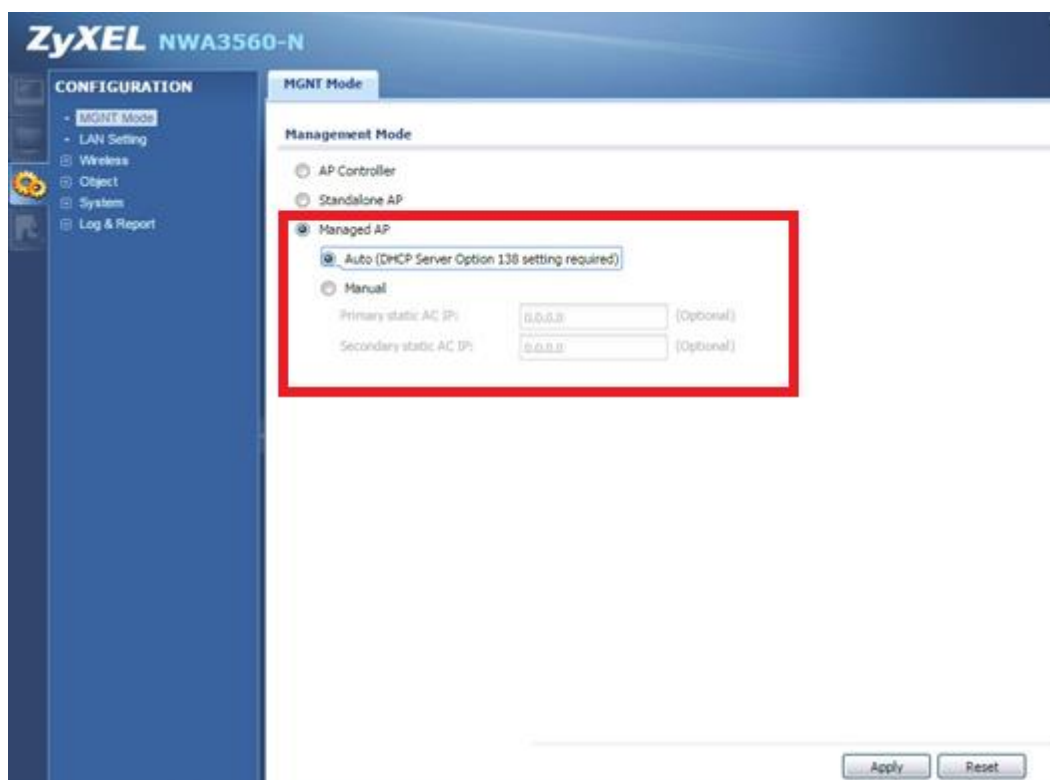 ZyXEL NWA3560-N
CONFIGURATION
MGNT Mode
LAN Setting
Wireless
Object
System
Log & Report
MGNT Mode
Management Mode
AP Controller
Standalone AP
Managed AP
Auto (DHCP Server Option 138 setting required)
Manual
Primary static AC IP: 0.0.0.0 (Optional)
Secondary static AC IP: 0.0.0.0 (Optional)
Apply Reset